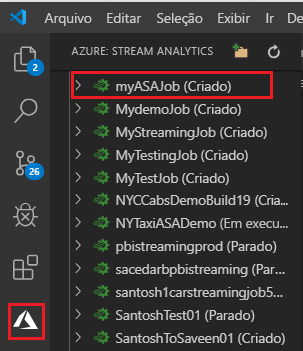 Arquivo Editar Seleção Exibir Ir De
AZURE: STREAM ANALYTICS
2
myASAJob (Criado)
MydemoJob (Criado)
MyStreamingJob (Criado)
MyTestingJob (Criado)
26
MyTestJob (Criado)
NYCCabsDemoBuild19 (Cria...
NYTaxiASADemo (Em execu...
pbistreamingprod (Parado)
sacedarbpbistreaming (Par...
santosh1carstreamingjob5...
SantoshTest01 (Parado)
SantoshToSaveen01 (Criado)